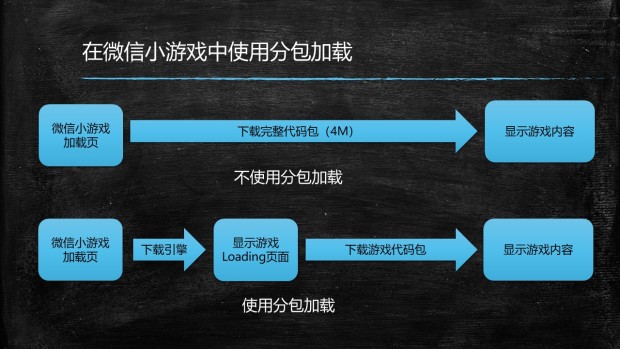 在微信小游戏中使用分包加载
微信小游戏
加载页
下载完整代码包（4M）
显示游戏内容
不使用分包加载
微信小游戏
加载页
下载引擎
显示游戏
Loading页面
下载游戏代码包
显示游戏内容
使用分包加载